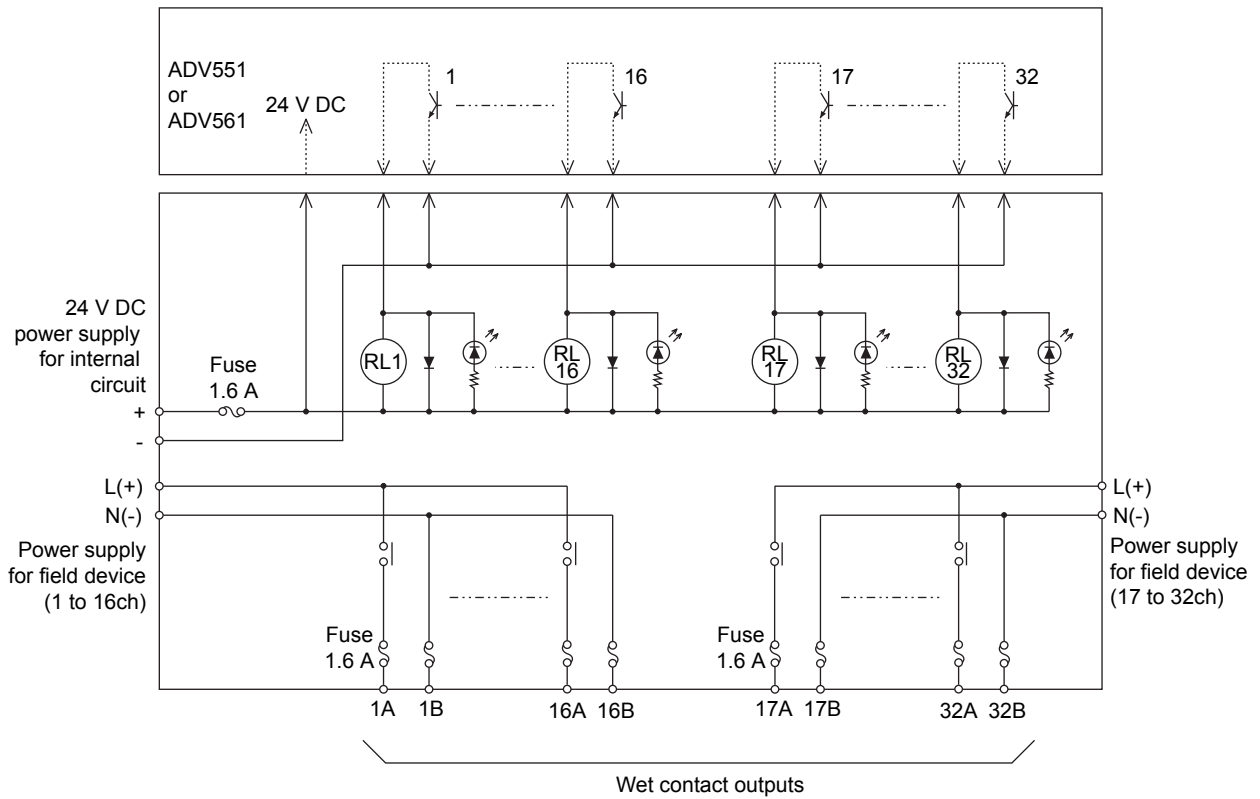 ADV551
or
ADV561
24 V DC
1
16
17
32
24 V DC
power supply
for internal
circuit
Fuse
1.6 A
RL1
RL
16
RL
17
RL
32
+
-
L(+)
N(-)
Power supply
for field device
(1 to 16ch)
L(+)
N(-)
Power supply
for field device
(17 to 32ch)
Fuse
1.6 A
Fuse
1.6 A
1A 1B 16A 16B 17A 17B 32A 32B
Wet contact outputs